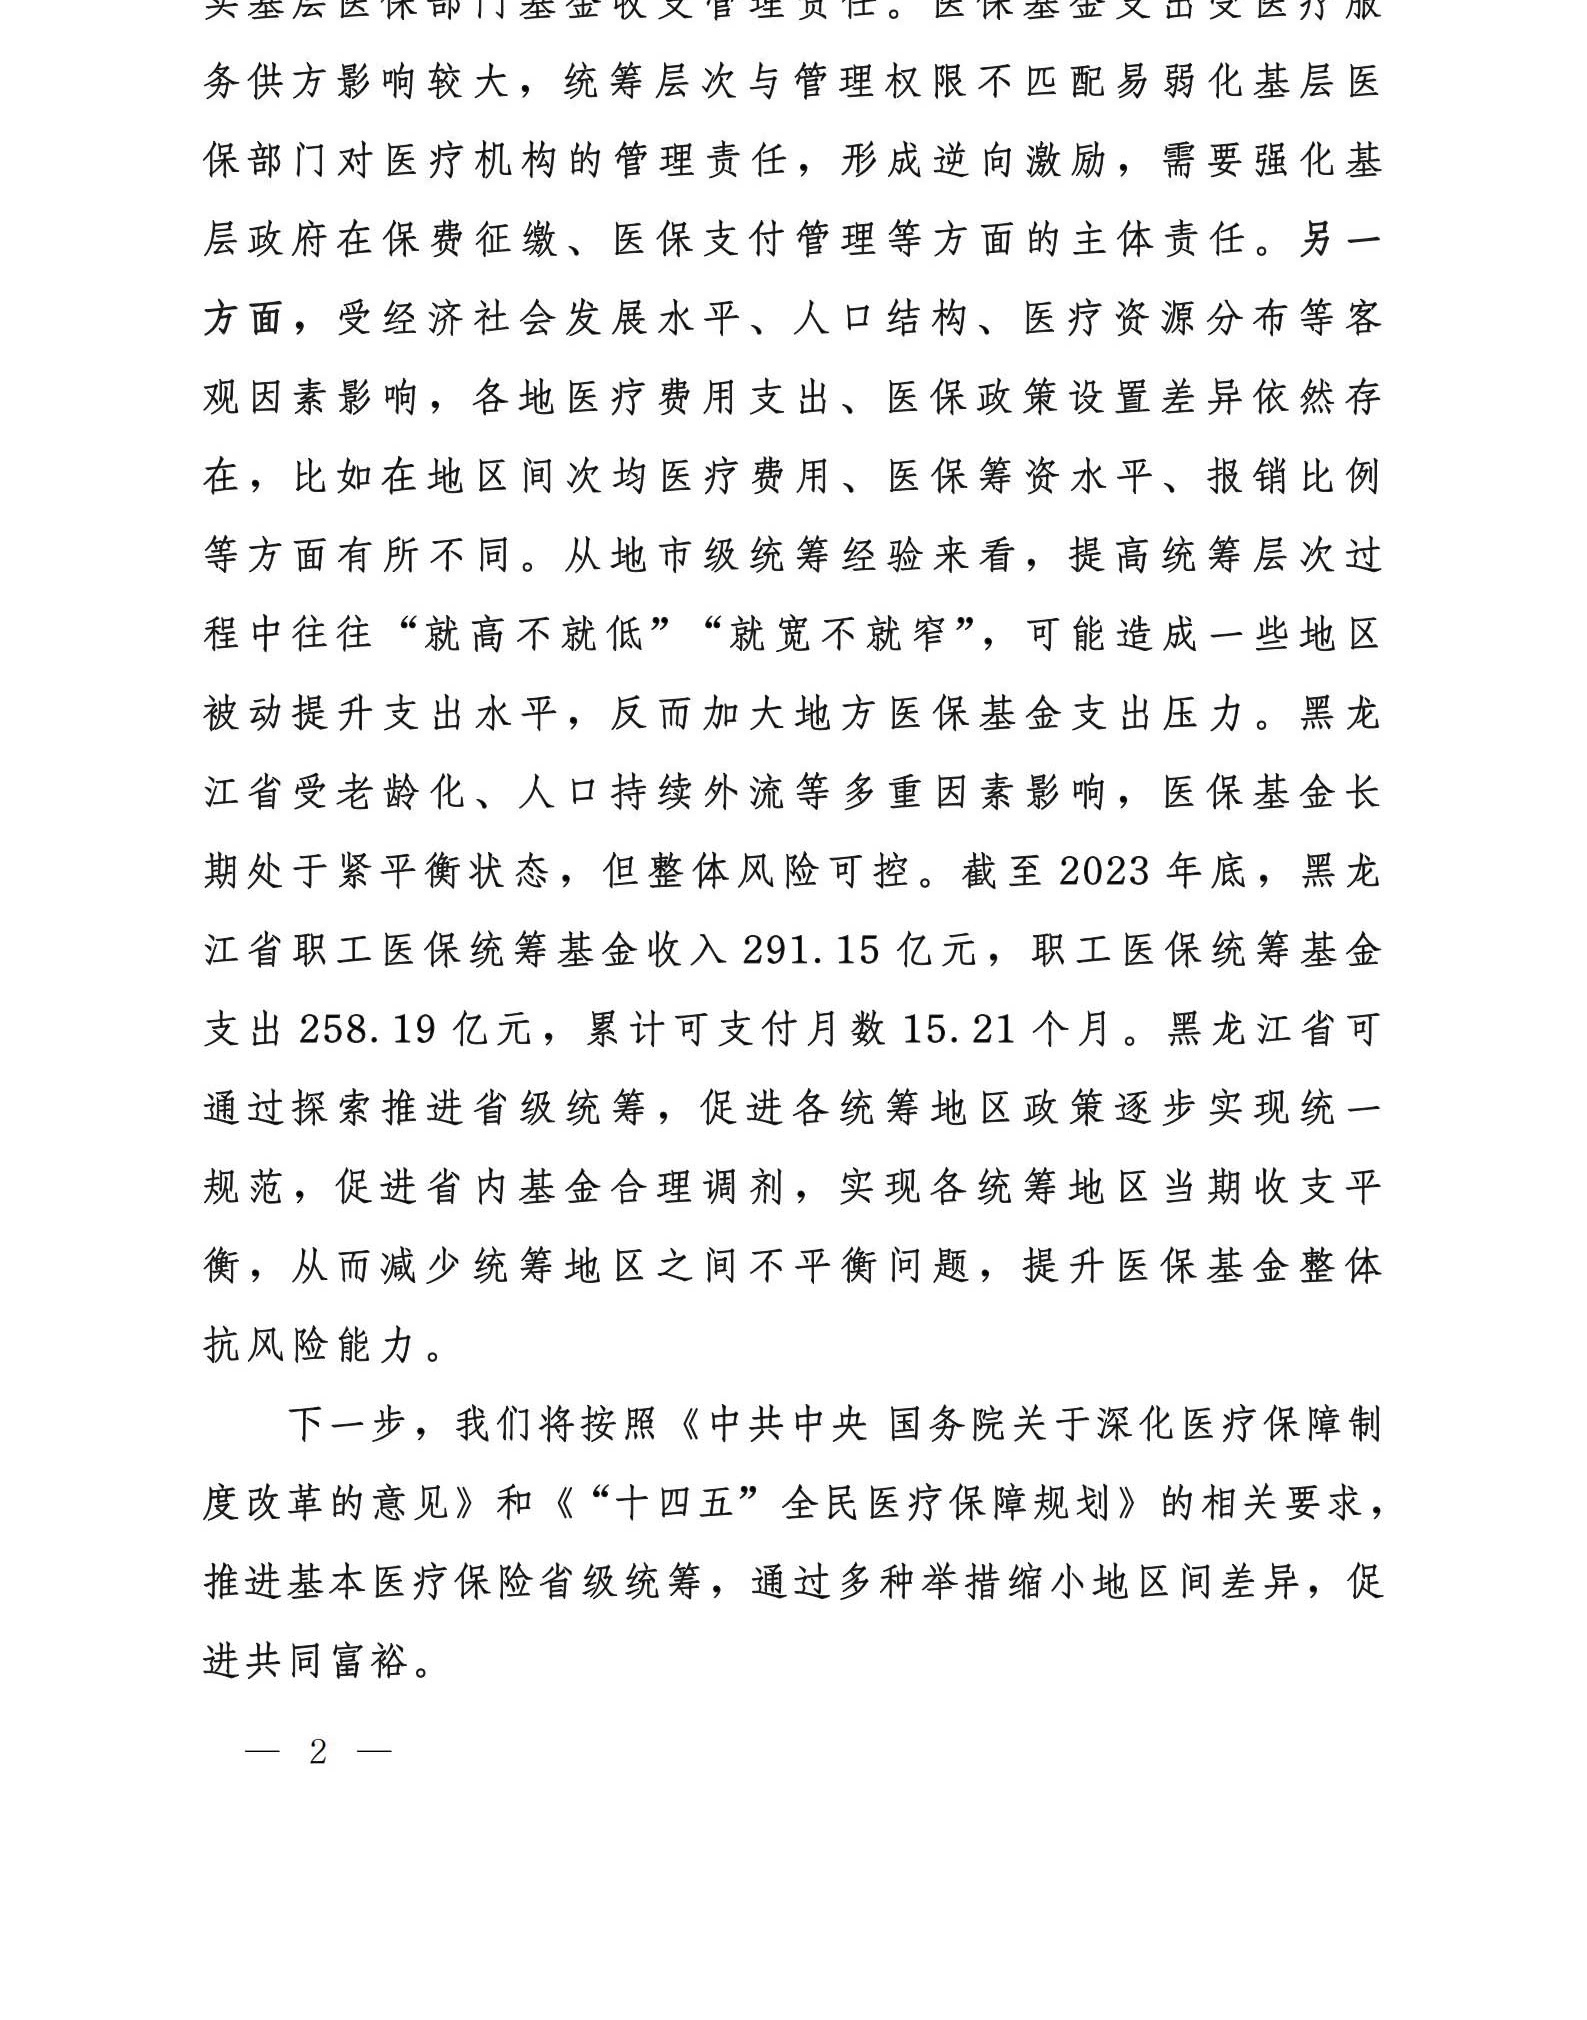 实基层医保部门基金收支管理责任。医保基金支出受医疗服
务供方影响较大，统筹层次与管理权限不匹配易弱化基层医
保部门对医疗机构的管理责任，形成逆向激励，需要强化基
层政府在保费征缴、医保支付管理等方面的主体责任。另一
方面，受经济社会发展水平、人口结构、医疗资源分布等客
观因素影响，各地医疗费用支出、医保政策设置差异依然存
在，比如在地区间次均医疗费用、医保筹资水平、报销比例
等方面有所不同。从地市级统筹经验来看，提高统筹层次过
程中往往“就高不就低”“就宽不就窄”，可能造成一些地区
被动提升支出水平，反而加大地方医保基金支出压力。黑龙
江省受老龄化、人口持续外流等多重因素影响，医保基金长
期处于紧平衡状态，但整体风险可控。截至 2023 年底，黑龙
江省职工医保统筹基金收入 291.15 亿元，职工医保统筹基金
支出 258.19 亿元，累计可支付月数 15.21 个月。黑龙江省可
通过探索推进省级统筹，促进各统筹地区政策逐步实现统一
规范，促进省内基金合理调剂，实现各统筹地区当期收支平
衡，从而减少统筹地区之间不平衡问题，提升医保基金整体
抗风险能力。
下一步，我们将按照《中共中央 国务院关于深化医疗保障制
度改革的意见》和《“十四五”全民医疗保障规划》的相关要求，
推进基本医疗保险省级统筹，通过多种举措缩小地区间差异，促
进共同富裕。
— 2 —